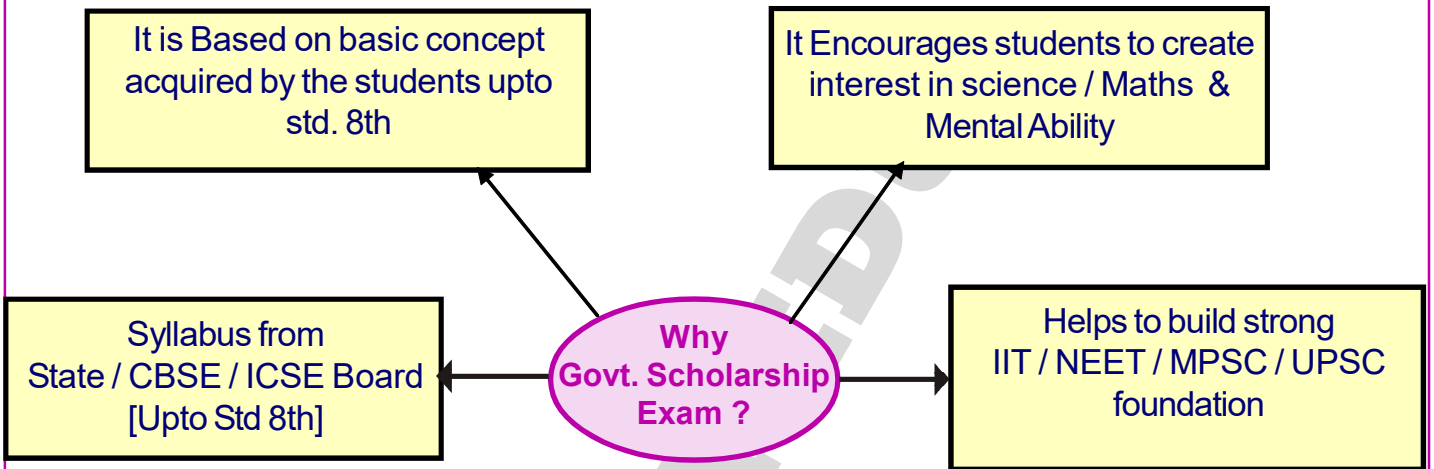 It is Based on basic concept
acquired by the students upto
std. 8th
It Encourages students to create
interest in science / Maths &
Mental Ability
Syllabus from
State / CBSE / ICSE Board
[Upto Std 8th]
Why
Govt. Scholarship
Exam ?
Helps to build strong
IIT / NEET / MPSC / UPSC
foundation